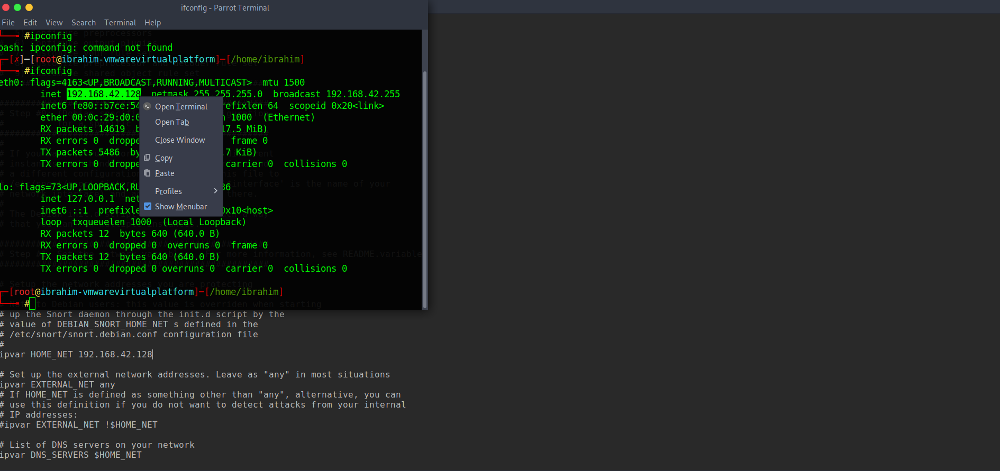 ifconfig - Parrot Terminal
File Edit View Search Terminal Help
#ipconfig
bash: ipconfig: command not found
[✗]─[root@ibrahim-vmwarevirtualplatform]─[/home/ibrahim]
#ifconfig
eth0: flags=4163<UP,BROADCAST,RUNNING,MULTICAST> mtu 1500
inet 192.168.42.128 netmask 255.255.255.0 broadcast 192.168.42.255
inet6 fe80::b7ce:54 refixlen 64 scopeid 0x20<link>
ether 00:0c:29:d0:0 1000 (Ethernet)
RX packets 14619 b 17.5 MiB)
RX errors 0 droppe frame 0
TX packets 5486 by 7 KiB)
TX errors 0 droppe carrier 0 collisions 0
lo: flags=73<UP,LOOPBACK,RU 36
inet 127.0.0.1 net
inet6 ::1 prefixle 0x10<host>
loop txqueuelen 1000 (Local Loopback)
RX packets 12 bytes 640 (640.0 B)
RX errors 0 dropped 0 overruns 0 frame 0
TX packets 12 bytes 640 (640.0 B)
TX errors 0 dropped 0 overruns 0 carrier 0 collisions 0
[root@ibrahim-vmwarevirtualplatform]─[/home/ibrahim]
#
Open Terminal
Open Tab
Close Window
Copy
Paste
Profiles
Show Menubar
to Debian users: this value is overriden when starting
# up the Snort daemon through the init.d script by the
# value of DEBIAN_SNORT_HOME_NET s defined in the
# /etc/snort/snort.debian.conf configuration file
#
ipvar HOME_NET 192.168.42.128
# Set up the external network addresses. Leave as "any" in most situations
ipvar EXTERNAL_NET any
# If HOME_NET is defined as something other than "any", alternative, you can
# use this definition if you do not want to detect attacks from your internal
# IP addresses:
#ipvar EXTERNAL_NET !$HOME_NET
# List of DNS servers on your network
ipvar DNS_SERVERS $HOME_NET